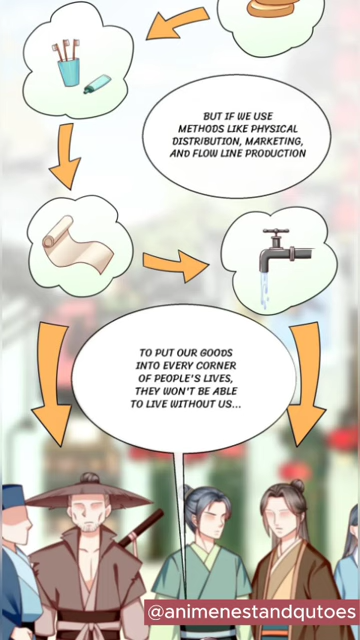 BUT IF WE USE
METHODS LIKE PHYSICAL
DISTRIBUTION, MARKETING,
AND FLOW LINE PRODUCTION
TO PUT OUR GOODS
INTO EVERY CORNER
OF PEOPLE'S LIVES,
THEY WON'T BE ABLE
TO LIVE WITHOUT US...
@animenestandqutoes